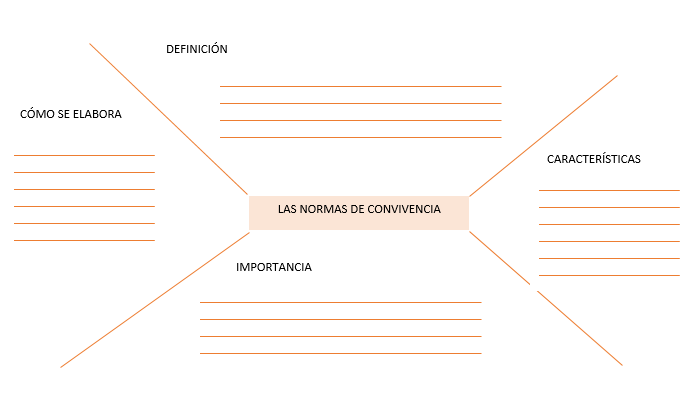 DEFINICIÓN
CÓMO SE ELABORA
CARACTERÍSTICAS
LAS NORMAS DE CONVIVENCIA
IMPORTANCIA